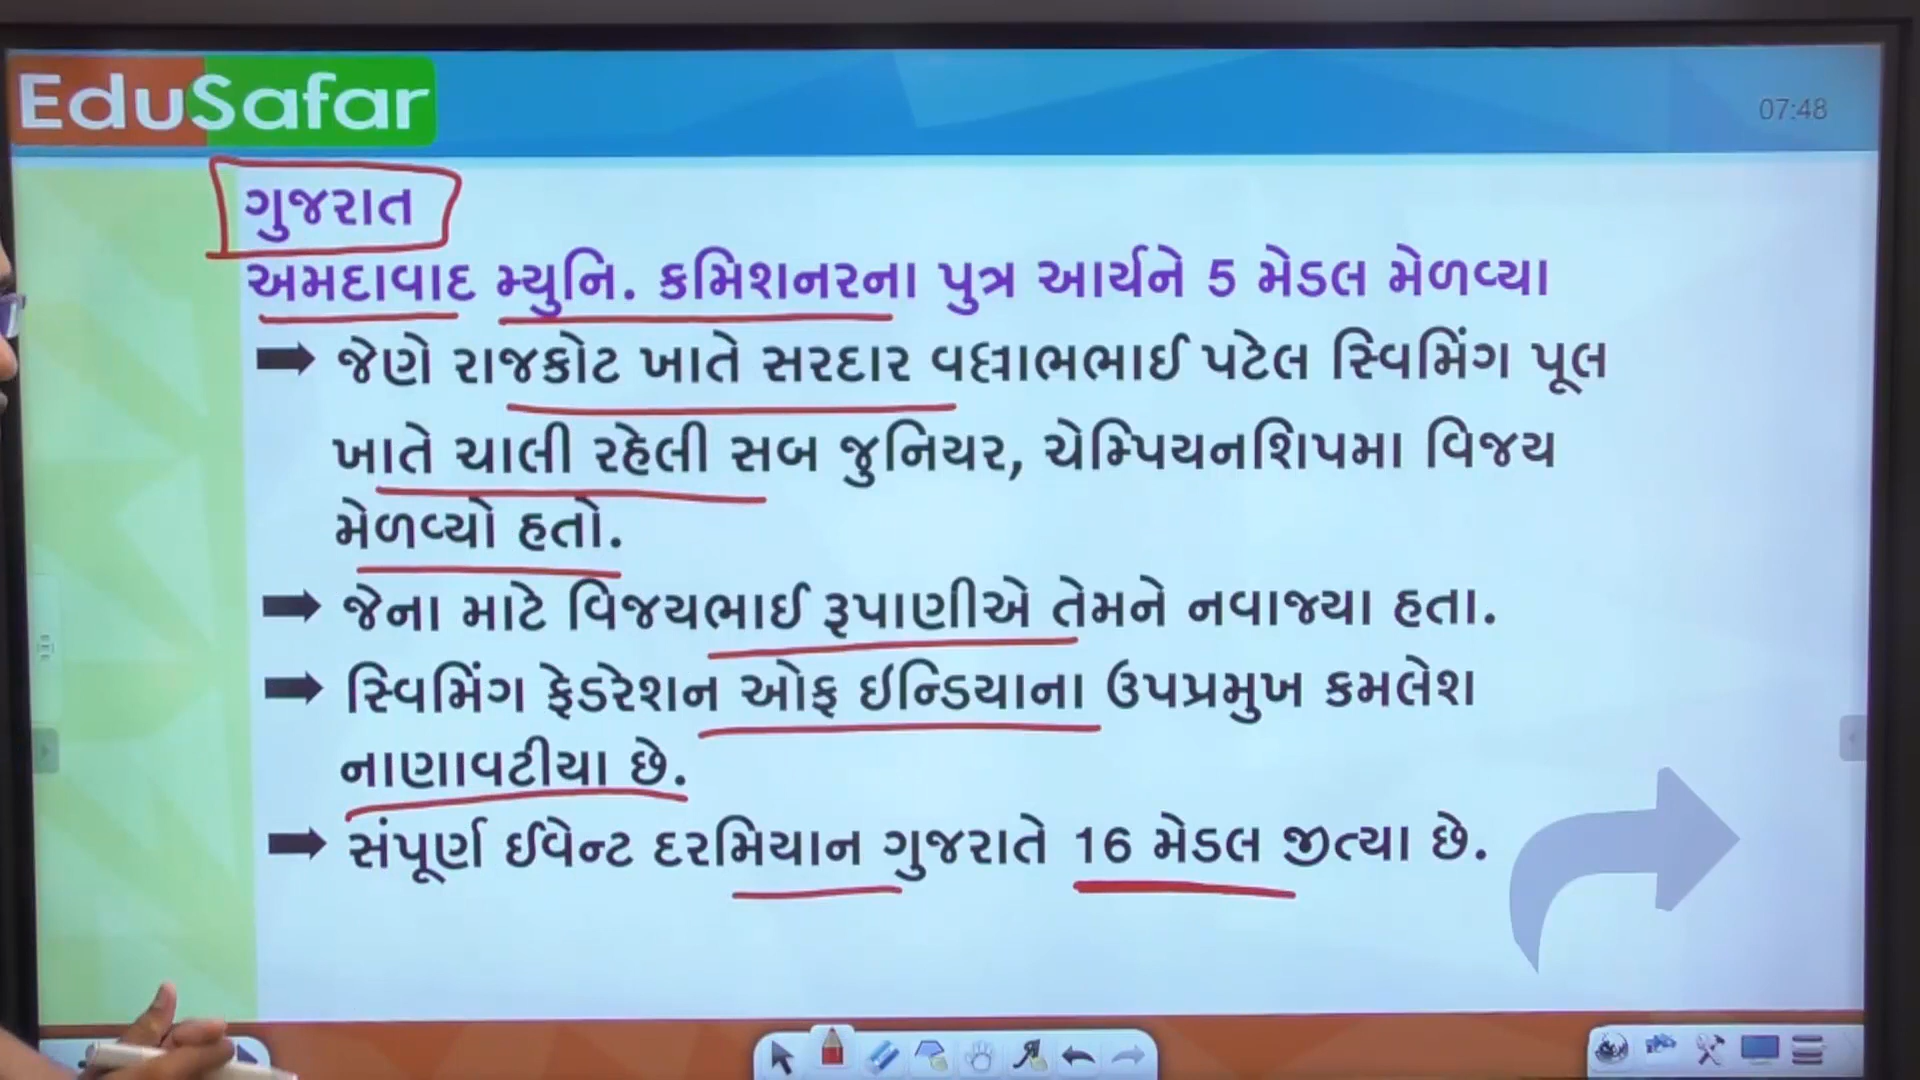 EduSafar
07:48
ગુજરાત
અમદાવાદ મ્યુનિ. કમિશનરના પુત્ર આર્યને 5 મેડલ મેળવ્યા
જેણે રાજકોટ ખાતે સરદાર વલ્લભભાઈ પટેલ સ્વિમિંગ પૂલ
ખાતે ચાલી રહેલી સબ જુનિયર, ચેમ્પિયનશિપમા વિજય
મેળવ્યો હતો.
જેના માટે વિજયભાઈ રૂપાણીએ તેમને નવાજ્યા હતા.
સ્વિમિંગ ફેડરેશન ઓફ ઇન્ડિયાના ઉપપ્રમુખ કમલેશ
નાણાવટીયા છે.
સંપૂર્ણ ઈવેન્ટ દરમિયાન ગુજરાતે 16 મેડલ જીત્યા છે.